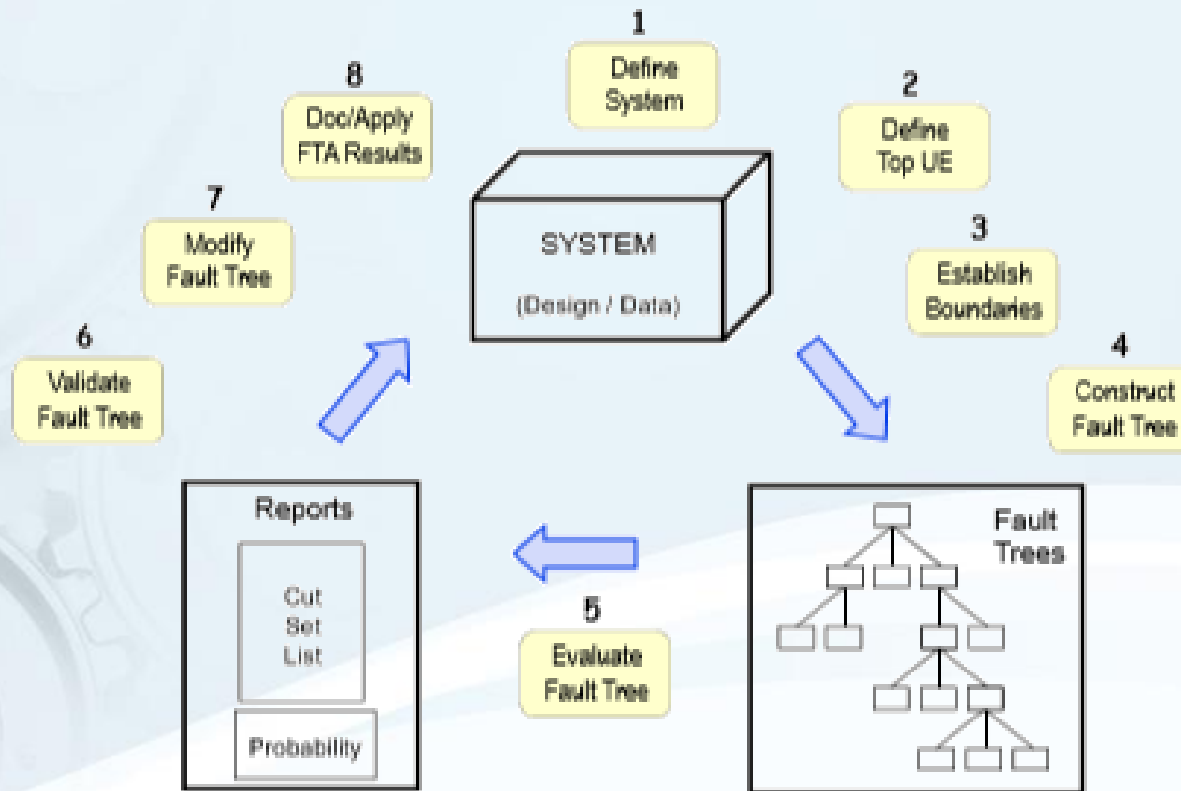 1
Define
System
2
Define
Top UE
3
Establish
Boundaries
4
Construct
Fault Tree
5
Evaluate
Fault Tree
6
Validate
Fault Tree
7
Modify
Fault Tree
8
Doc/Apply
FTA Results
SYSTEM
(Design / Data)
Fault
Trees
Reports
Cut
Set
List
Probability